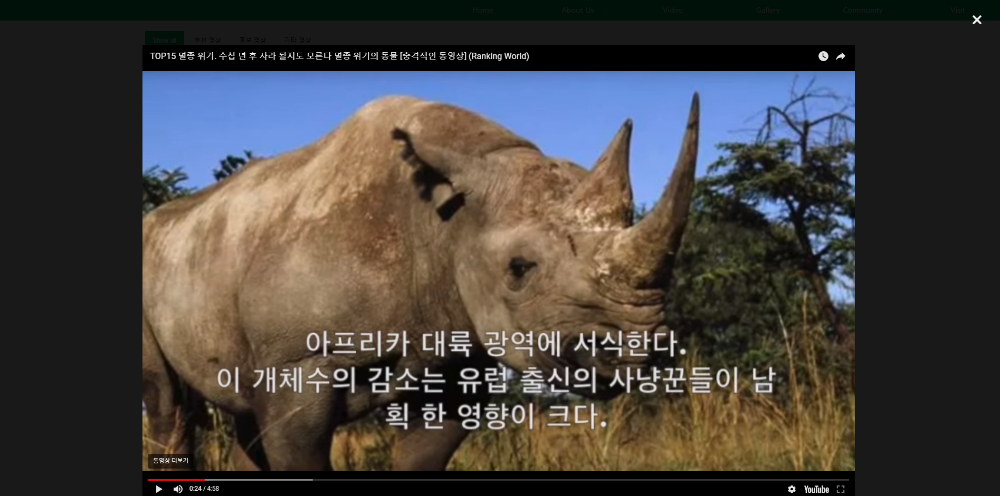 Home About Us Video Gallery Community Visit
Show all 추천 영상 홍보 영상 기타 영상
TOP15 멸종 위기. 수십 년 후 사라 될지도 모른다 멸종 위기의 동물 [충격적인 동영상] (Ranking World)
아프리카 대륙 광역에 서식한다.
이 개체수의 감소는 유럽 출신의 사냥꾼들이 남
획 한 영향이 크다.
동영상 더보기
0:24 / 4:58
YouTube